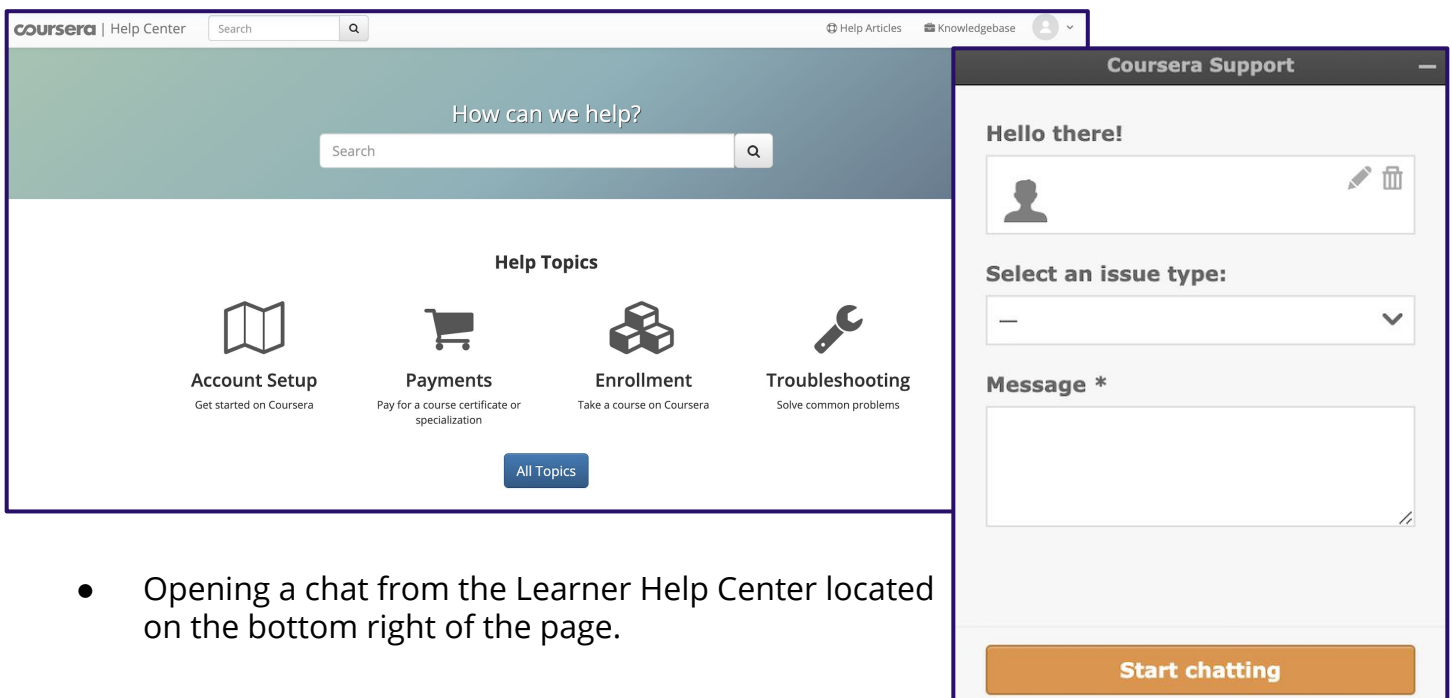 coursera | Help Center Search Help Articles Knowledgebase
How can we help?
Search
Help Topics
Account Setup Payments Enrollment Troubleshooting
Get started on Coursera Pay for a course certificate or Take a course on Coursera Solve common problems
specialization
All Topics
Coursera Support
Hello there!
Select an issue type:
—
Message *
Start chatting
● Opening a chat from the Learner Help Center located
on the bottom right of the page.